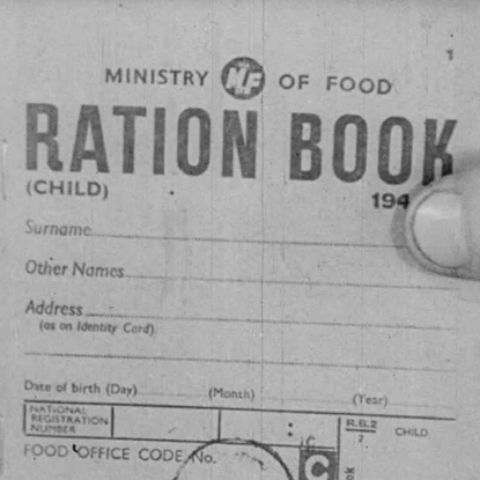 1
MINISTRY MF OF FOOD
RATION BOOK
(CHILD)
194
Surname
Other Names
Address
(as on Identity Card)
Date of birth (Day) (Month) (Year)
NATIONAL REGISTRATION NUMBER : R.B.2 CHILD
FOOD OFFICE CODE No. C